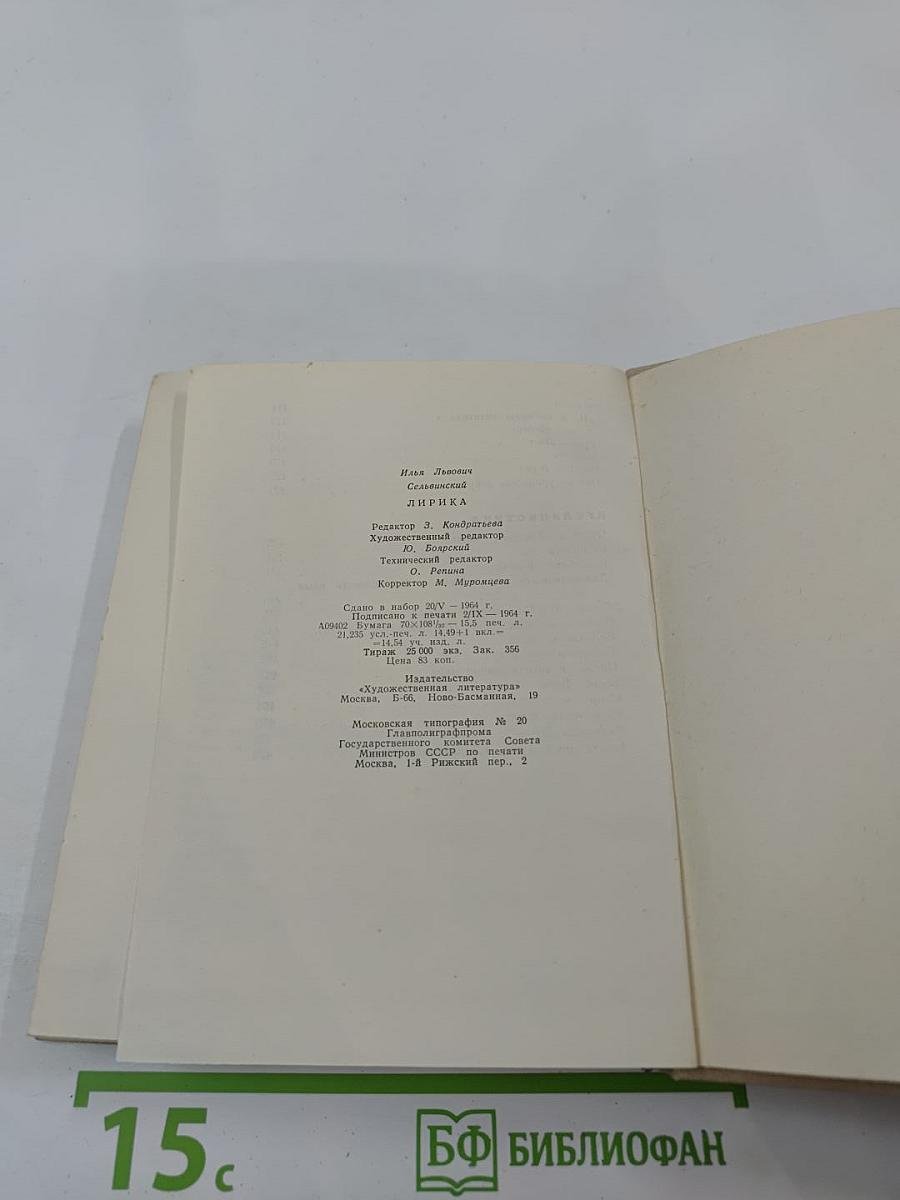 Илья Львович
Сельвинский
ЛИРИКА
Редактор З. Кондратьева
Художественный редактор
Ю. Боярский
Технический редактор
О. Репина
Корректор М. Муромцева
Сдано в набор 20/V — 1964 г.
Подписано к печати 2/IX — 1964 г.
А09402 Бумага 70×108¹/₃₂ — 15,5 печ. л.
21,235 усл.-печ. л. 14,49+1 вкл.=
=14,54 уч. изд. л.
Тираж 25 000 экз. Зак. 356
Цена 83 коп.
Издательство
«Художественная литература»
Москва, Б-66, Ново-Басманная, 19
Московская типография № 20
Главполиграфпрома
Государственного комитета Совета
Министров СССР по печати
Москва, 1-й Рижский пер., 2
15 с
БФ БИБЛИОФАН